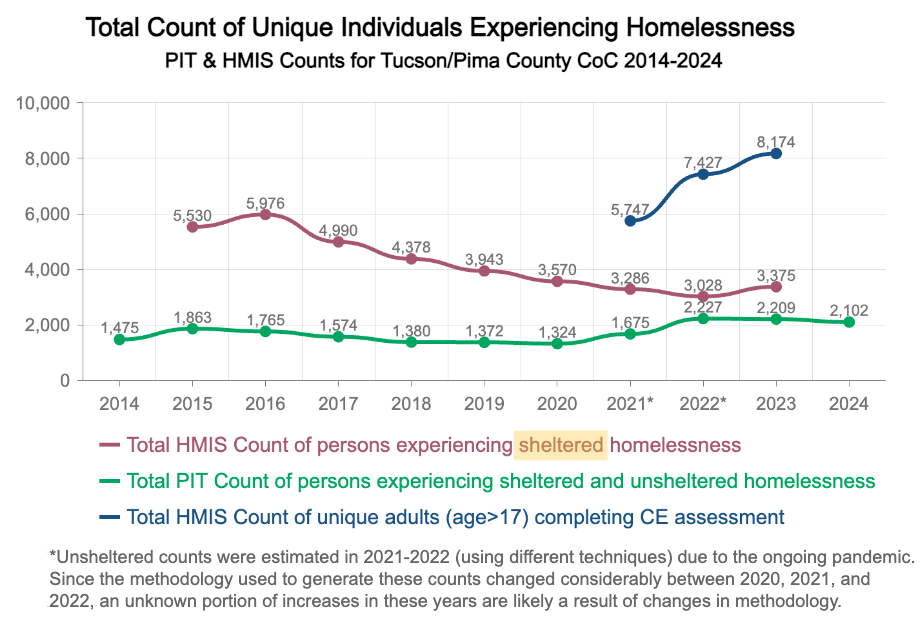 Total Count of Unique Individuals Experiencing Homelessness
PIT & HMIS Counts for Tucson/Pima County CoC 2014-2024
10,000
8,000
6,000
4,000
2,000
0
5,747 7,427 8,174
5,530 5,976 4,990 4,378 3,943 3,570 3,286 3,028 3,375
1,475 1,863 1,765 1,574 1,380 1,372 1,324 1,675 2,227 2,209 2,102
2014 2015 2016 2017 2018 2019 2020 2021* 2022* 2023 2024
Total HMIS Count of persons experiencing sheltered homelessness
Total PIT Count of persons experiencing sheltered and unsheltered homelessness
Total HMIS Count of unique adults (age>17) completing CE assessment
*Unsheltered counts were estimated in 2021-2022 (using different techniques) due to the ongoing pandemic.
Since the methodology used to generate these counts changed considerably between 2020, 2021, and
2022, an unknown portion of increases in these years are likely a result of changes in methodology.